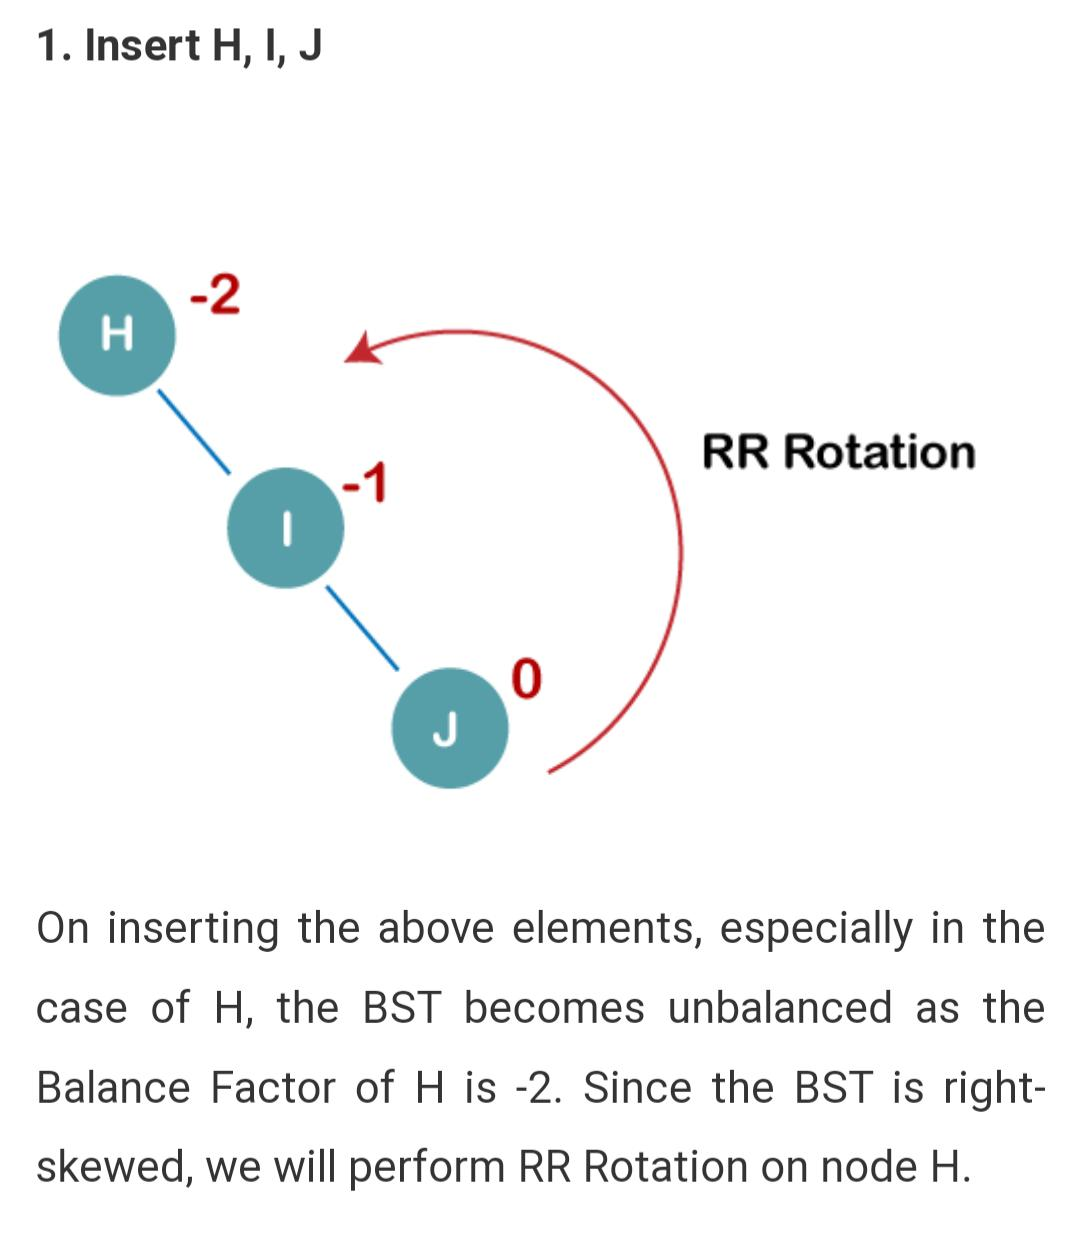 1. Insert H, I, J
-2
H
RR Rotation
-1
I
0
J
On inserting the above elements, especially in the
case of H, the BST becomes unbalanced as the
Balance Factor of H is -2. Since the BST is right-
skewed, we will perform RR Rotation on node H.